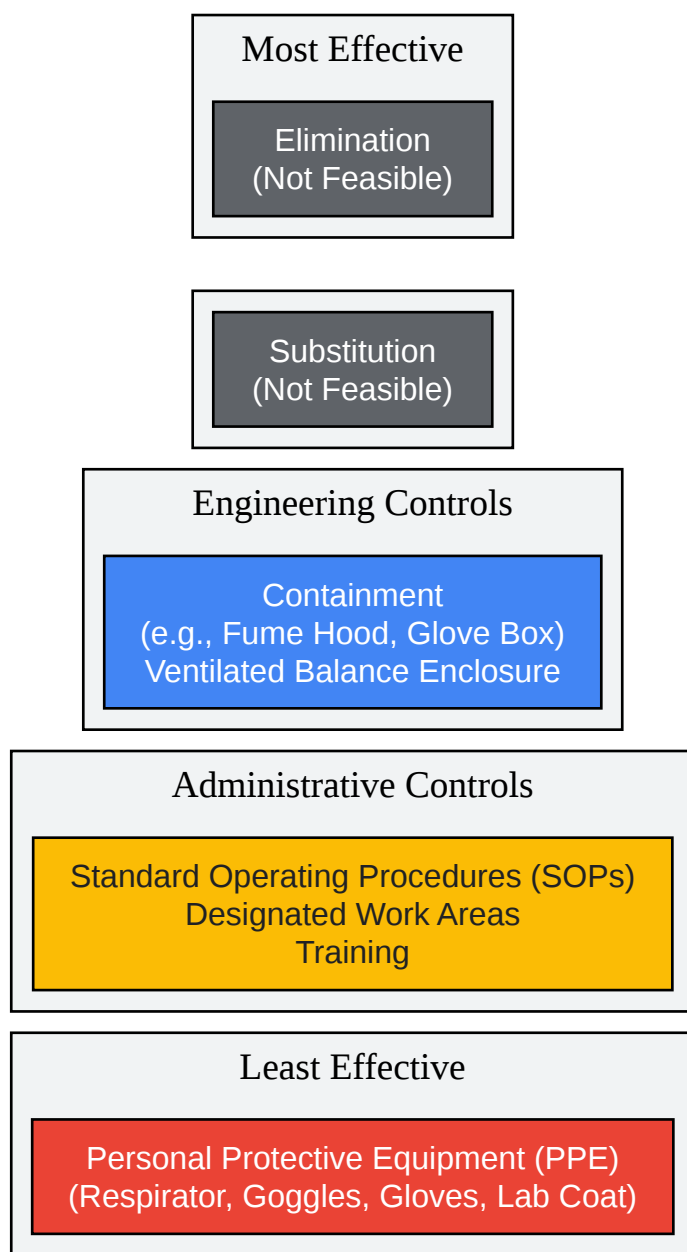 Most Effective
Elimination
(Not Feasible)
Substitution
(Not Feasible)
Engineering Controls
Containment
(e.g., Fume Hood, Glove Box)
Ventilated Balance Enclosure
Administrative Controls
Standard Operating Procedures (SOPs)
Designated Work Areas
Training
Least Effective
Personal Protective Equipment (PPE)
(Respirator, Goggles, Gloves, Lab Coat)